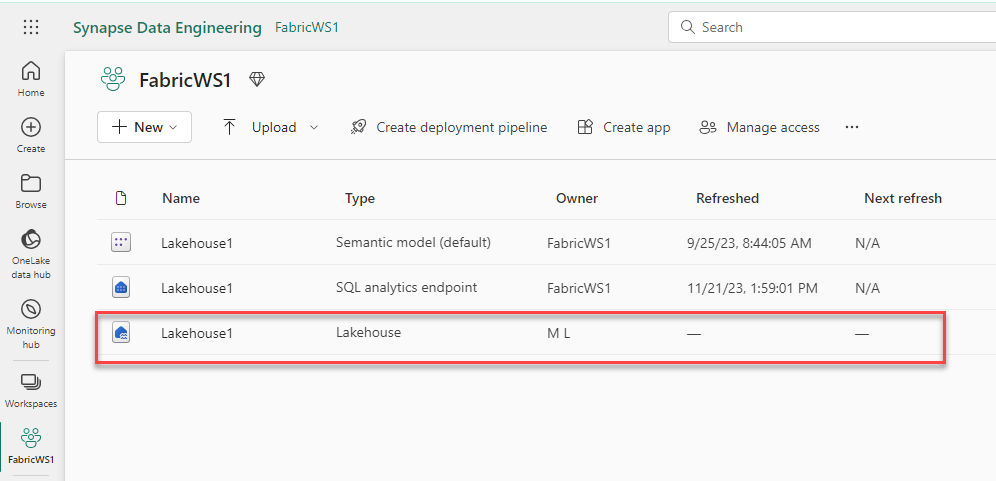 Synapse Data Engineering FabricWS1 Search
Home
Create
Browse
OneLake
data hub
Monitoring
hub
Workspaces
FabricWS1
FabricWS1
New Upload Create deployment pipeline Create app Manage access ...
Name Type Owner Refreshed Next refresh
Lakehouse1 Semantic model (default) FabricWS1 9/25/23, 8:44:05 AM N/A
Lakehouse1 SQL analytics endpoint FabricWS1 11/21/23, 1:59:01 PM N/A
Lakehouse1 Lakehouse M L — —